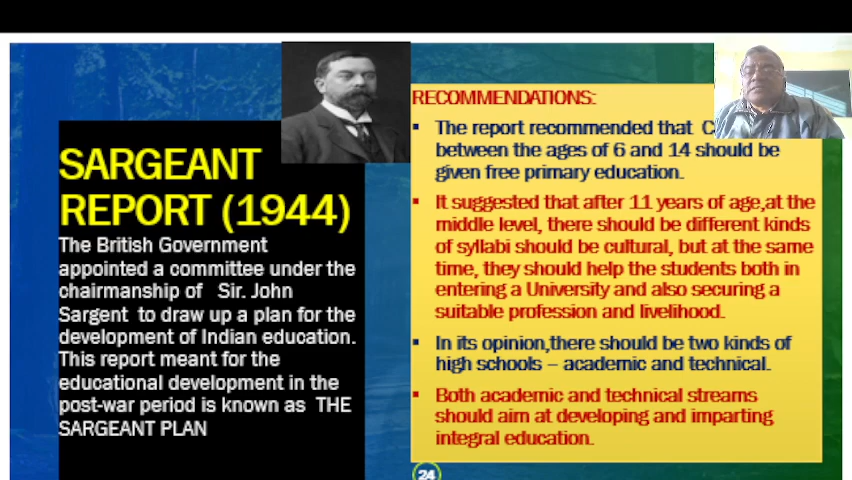 SARGEANT
REPORT (1944)
The British Government
appointed a committee under the
chairmanship of Sir. John
Sargent to draw up a plan for the
development of Indian education.
This report meant for the
educational development in the
post-war period is known as THE
SARGEANT PLAN
RECOMMENDATIONS:
▪ The report recommended that C
between the ages of 6 and 14 should be
given free primary education.
▪ It suggested that after 11 years of age,at the
middle level, there should be different kinds
of syllabi should be cultural, but at the same
time, they should help the students both in
entering a University and also securing a
suitable profession and livelihood.
▪ In its opinion,there should be two kinds of
high schools – academic and technical.
▪ Both academic and technical streams
should aim at developing and imparting
integral education.
24